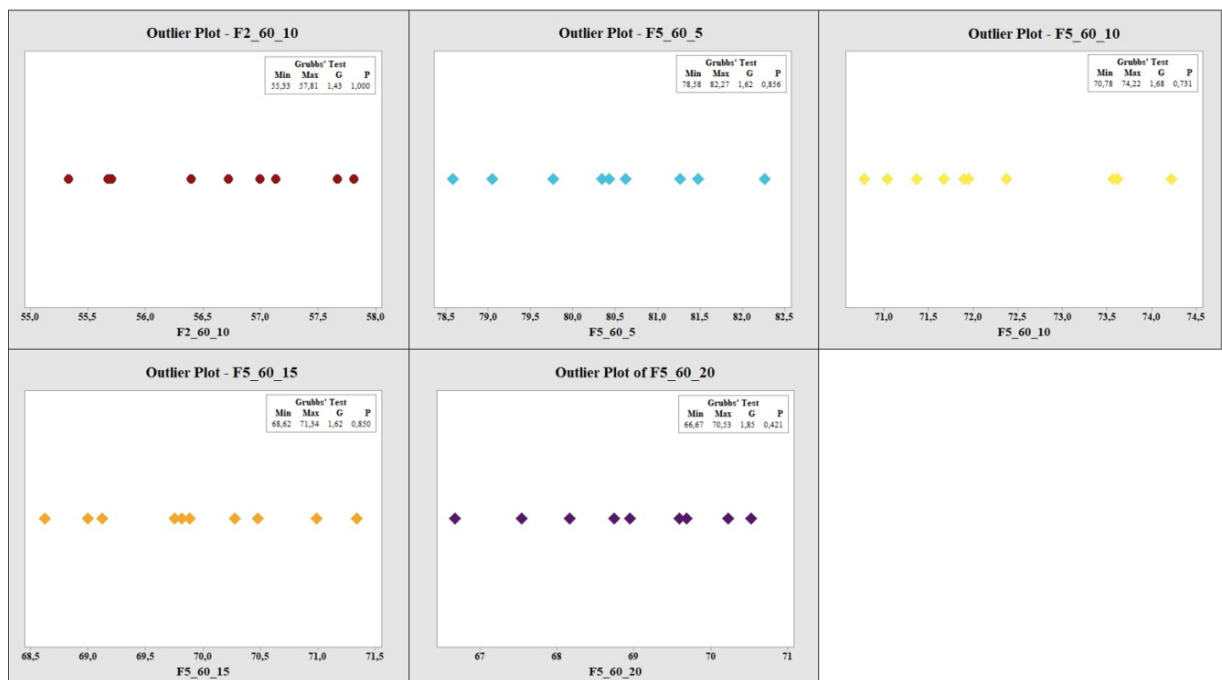 Outlier Plot - F2_60_10
Grubbs' Test
Min Max G P
55,33 57,81 1,43 1,000
55,0 55,5 56,0 56,5 57,0 57,5 58,0
F2_60_10
Outlier Plot - F5_60_5
Grubbs' Test
Min Max G P
78,58 82,27 1,62 0,856
78,5 79,0 79,5 80,0 80,5 81,0 81,5 82,0 82,5
F5_60_5
Outlier Plot - F5_60_10
Grubbs' Test
Min Max G P
70,78 74,22 1,68 0,731
71,0 71,5 72,0 72,5 73,0 73,5 74,0 74,5
F5_60_10
Outlier Plot - F5_60_15
Grubbs' Test
Min Max G P
68,62 71,34 1,62 0,850
68,5 69,0 69,5 70,0 70,5 71,0 71,5
F5_60_15
Outlier Plot of F5_60_20
Grubbs' Test
Min Max G P
66,67 70,53 1,85 0,421
67 68 69 70 71
F5_60_20